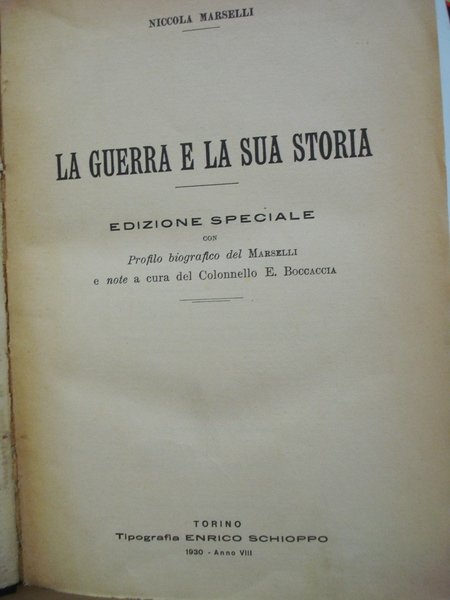 NICCOLA MARSELLI
LA GUERRA E LA SUA STORIA
EDIZIONE SPECIALE
CON
Profilo biografico del MARSELLI
e note a cura del Colonnello E. BOCCACCIA
TORINO
Tipografia ENRICO SCHIOPPO
1930 - Anno VIII